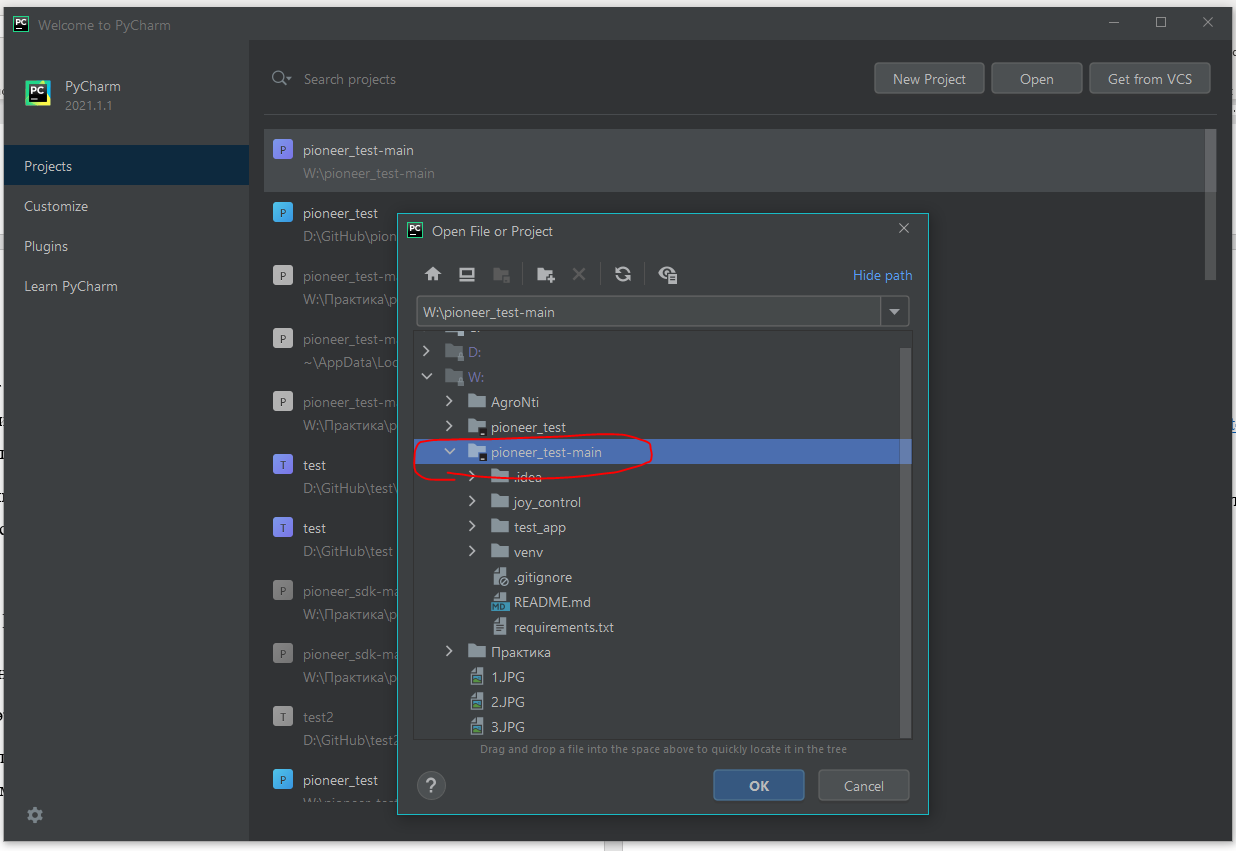 Welcome to PyCharm
PyCharm
2021.1.1
Projects
Customize
Plugins
Learn PyCharm
Search projects
New Project
Open
Get from VCS
pioneer_test-main
W:\pioneer_test-main
pioneer_test
D:\GitHub\pion
pioneer_test-m
W:\Практика\p
pioneer_test-m
~\AppData\Loc
pioneer_test-m
W:\Практика\p
test
D:\GitHub\test\
test
D:\GitHub\test
pioneer_sdk-ma
W:\Практика\p
pioneer_sdk-ma
W:\Практика\p
test2
D:\GitHub\test2
pioneer_test
Open File or Project
Hide path
W:\pioneer_test-main
D:
W:
AgroNti
pioneer_test
pioneer_test-main
.idea
joy_control
test_app
venv
.gitignore
README.md
requirements.txt
Практика
1.JPG
2.JPG
3.JPG
Drag and drop a file into the space above to quickly locate it in the tree
?
OK
Cancel